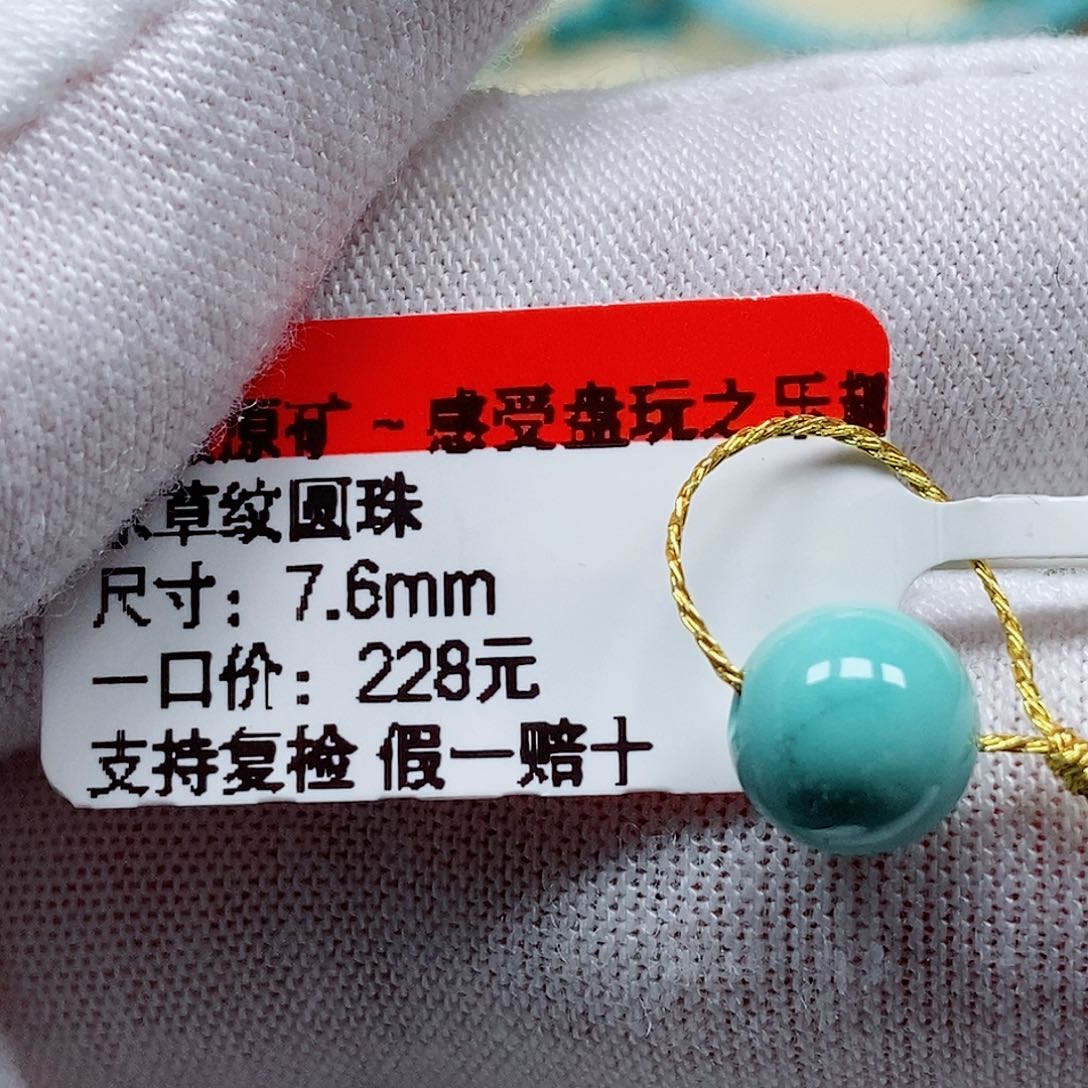 原矿 ~ 感受盘玩之乐趣
草纹圆珠
尺寸：7.6mm
一口价：228元
支持复检 假一赔十